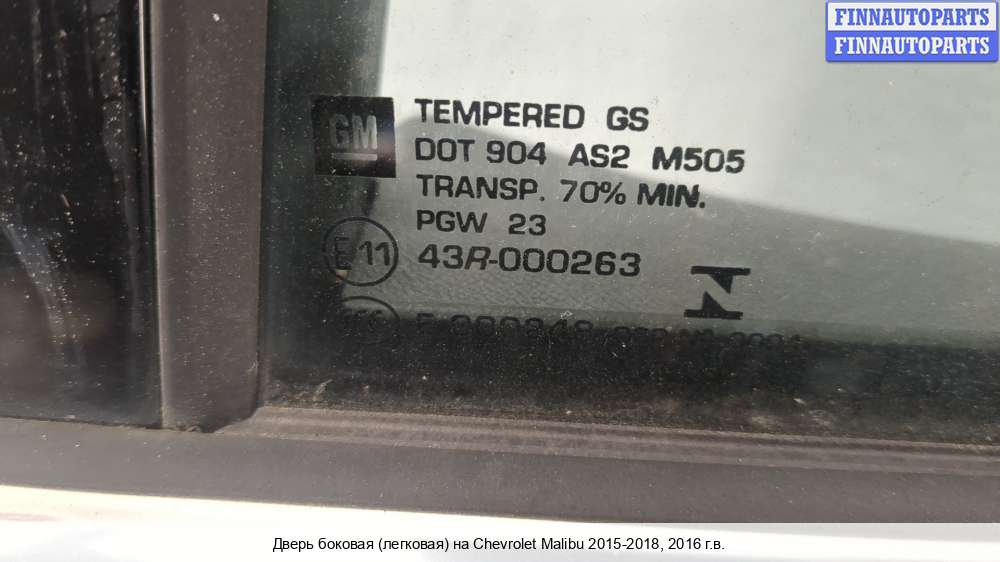 FINNAUTOPARTS
FINNAUTOPARTS
GM
TEMPERED GS
DOT 904 AS2 M505
TRANSP. 70% MIN.
PGW 23
E11 43R-000263
Дверь боковая (легковая) на Chevrolet Malibu 2015-2018, 2016 г.в.